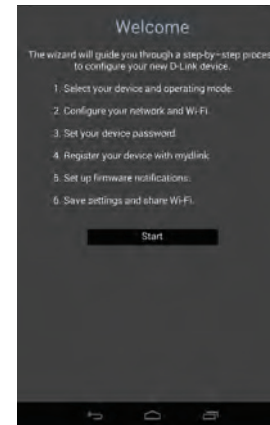 Welcome
The wizard will guide you through a step-by-step proces
to configure your new D-Link device.
1. Select your device and operating mode.
2. Configure your network and Wi-Fi.
3. Set your device password.
4. Register your device with mydlink.
5. Set up firmware notifications.
6. Save settings and share Wi-Fi.
Start